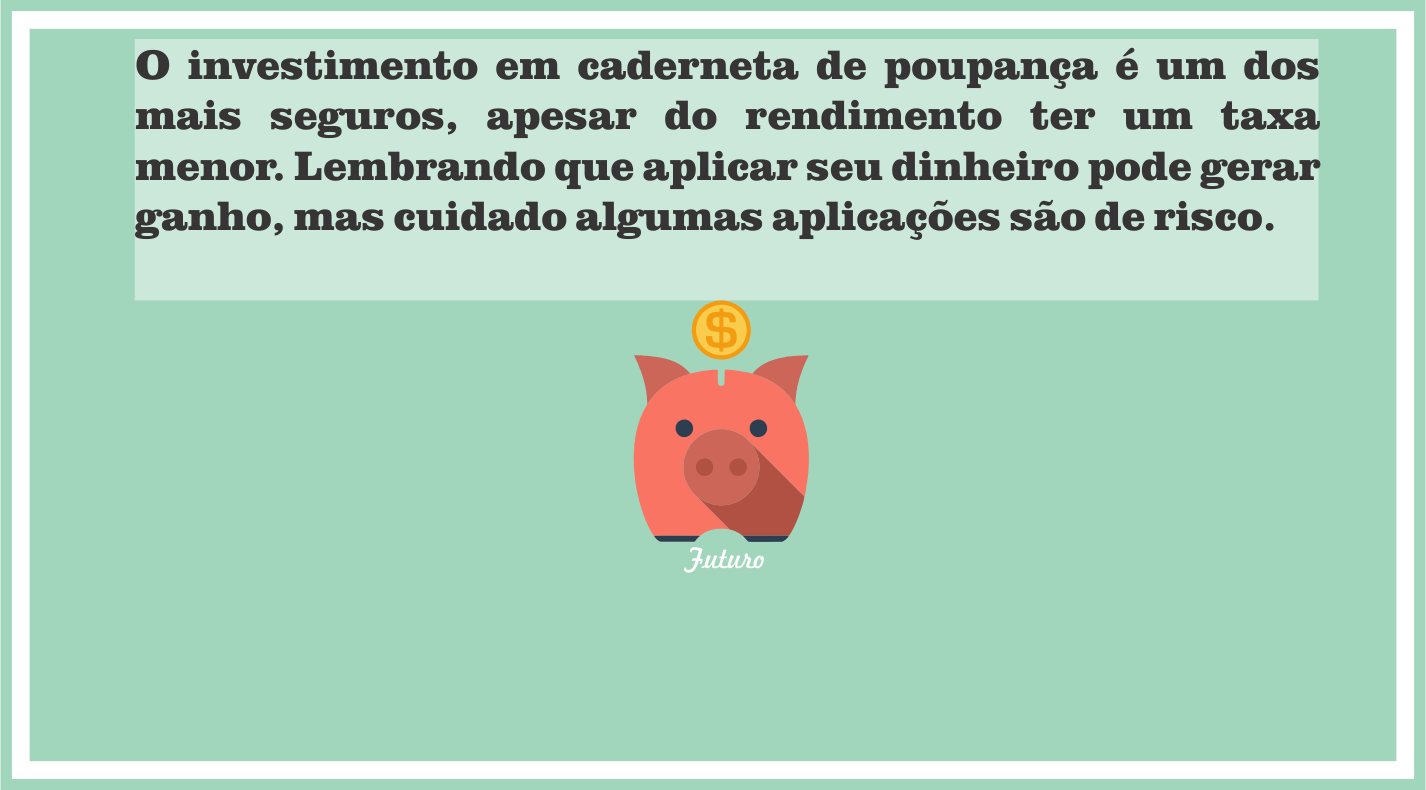 O investimento em caderneta de poupança é um dos
mais seguros, apesar do rendimento ter um taxa
menor. Lembrando que aplicar seu dinheiro pode gerar
ganho, mas cuidado algumas aplicações são de risco.
$
Futuro